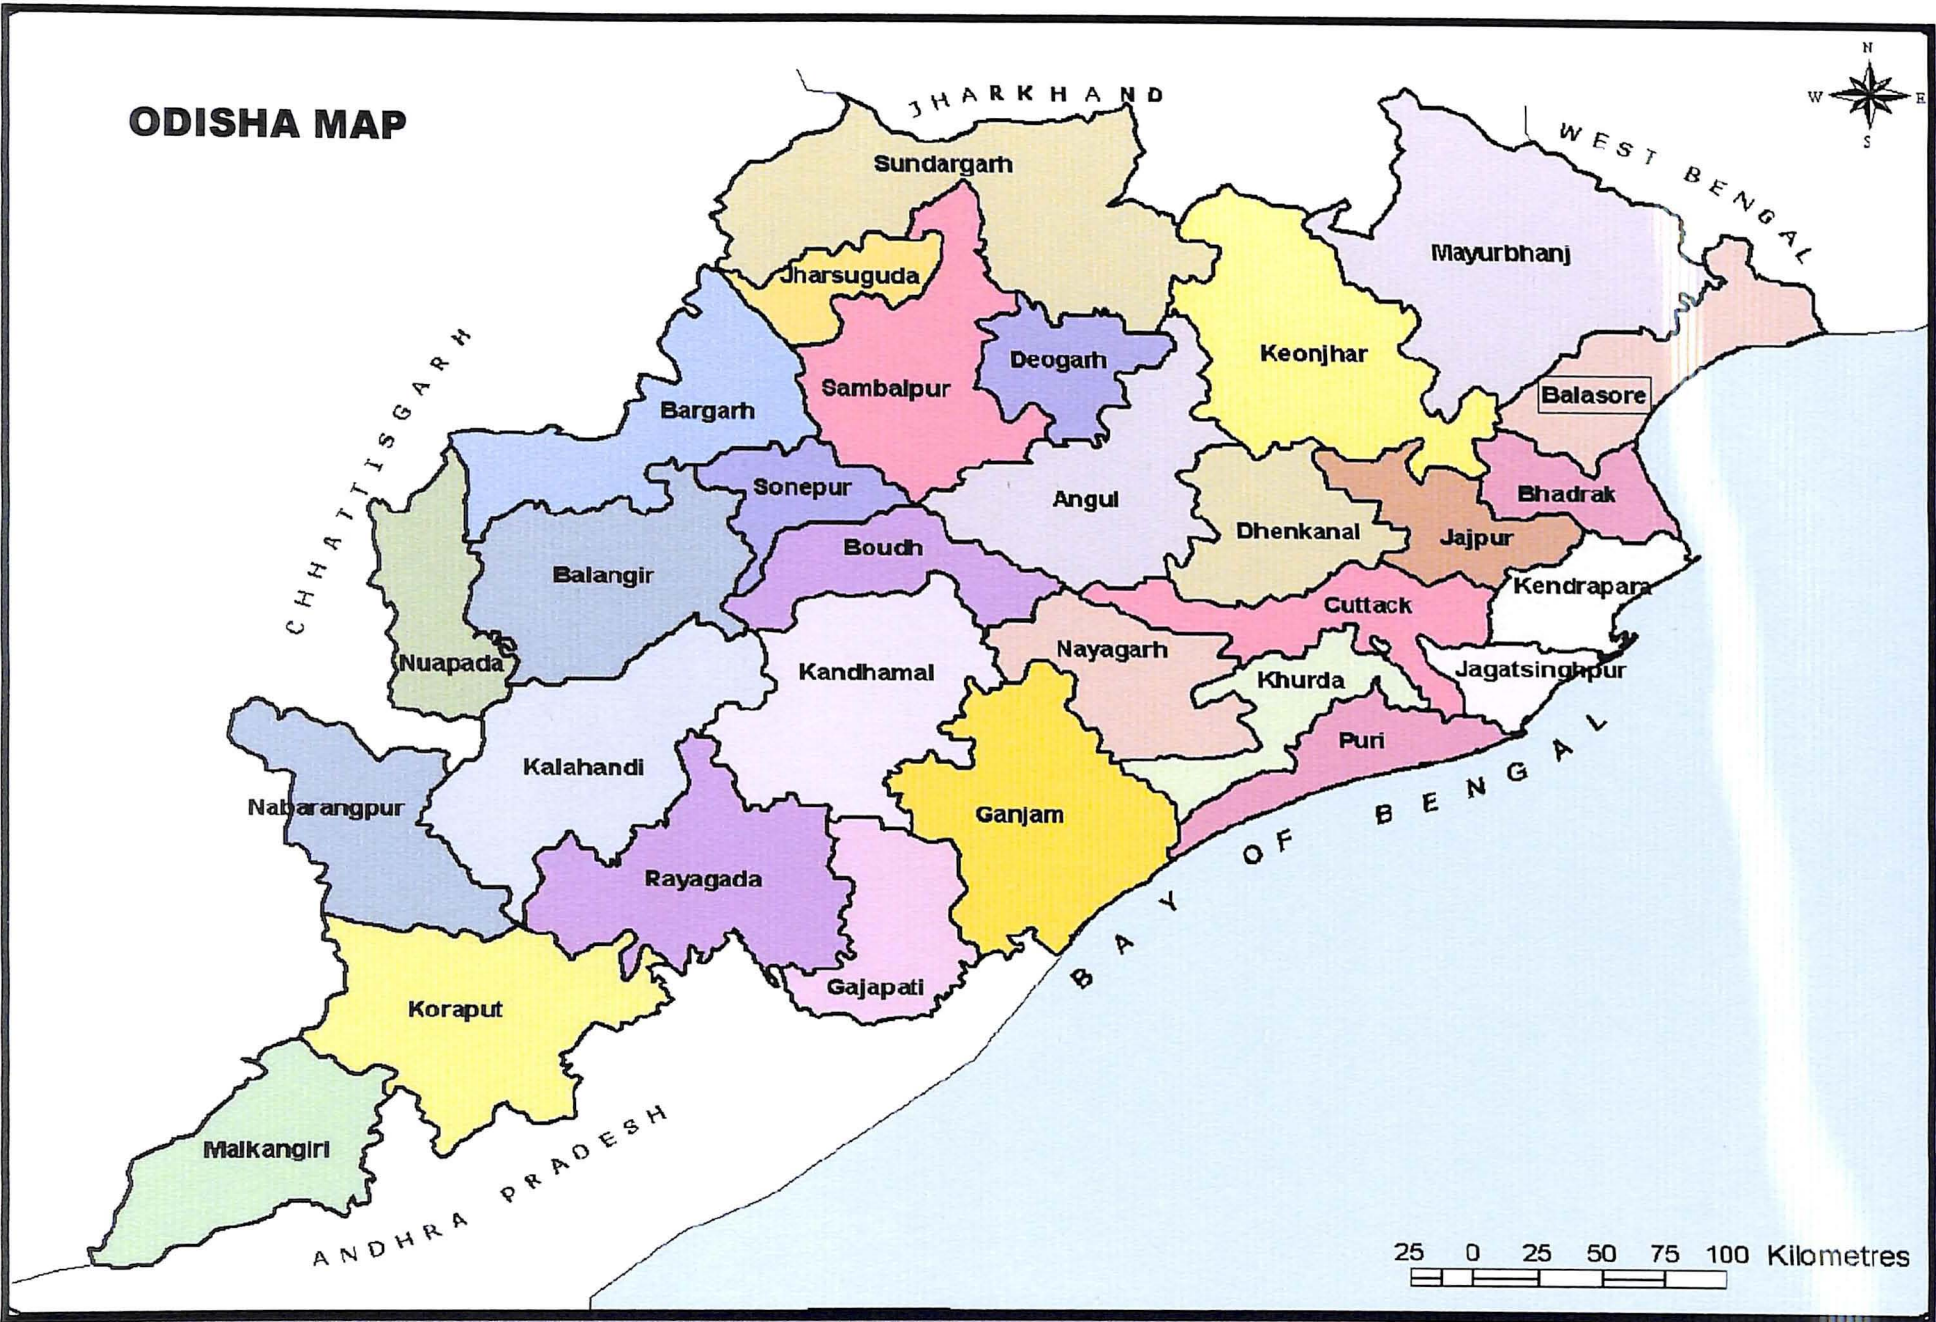 N
W E
S
ODISHA MAP
JHARKHAND
WEST BENGAL
CHHATTISGARH
Sundargarh
Jharsuguda
Mayurbhanj
Keonjhar
Deogarh
Sambalpur
Bargarh
Balasore
Sonepur
Angul
Bhadrak
Dhenkanal
Jajpur
Boudh
Balangir
Kendrapara
Cuttack
Nayagarh
Nuapada
Kandhamal
Khurda
Jagatsinghpur
Puri
Kalahandi
Nabarangpur
Ganjam
Rayagada
Gajapati
Koraput
Malkangiri
BAY OF BENGAL
ANDHRA PRADESH
25 0 25 50 75 100 Kilometres